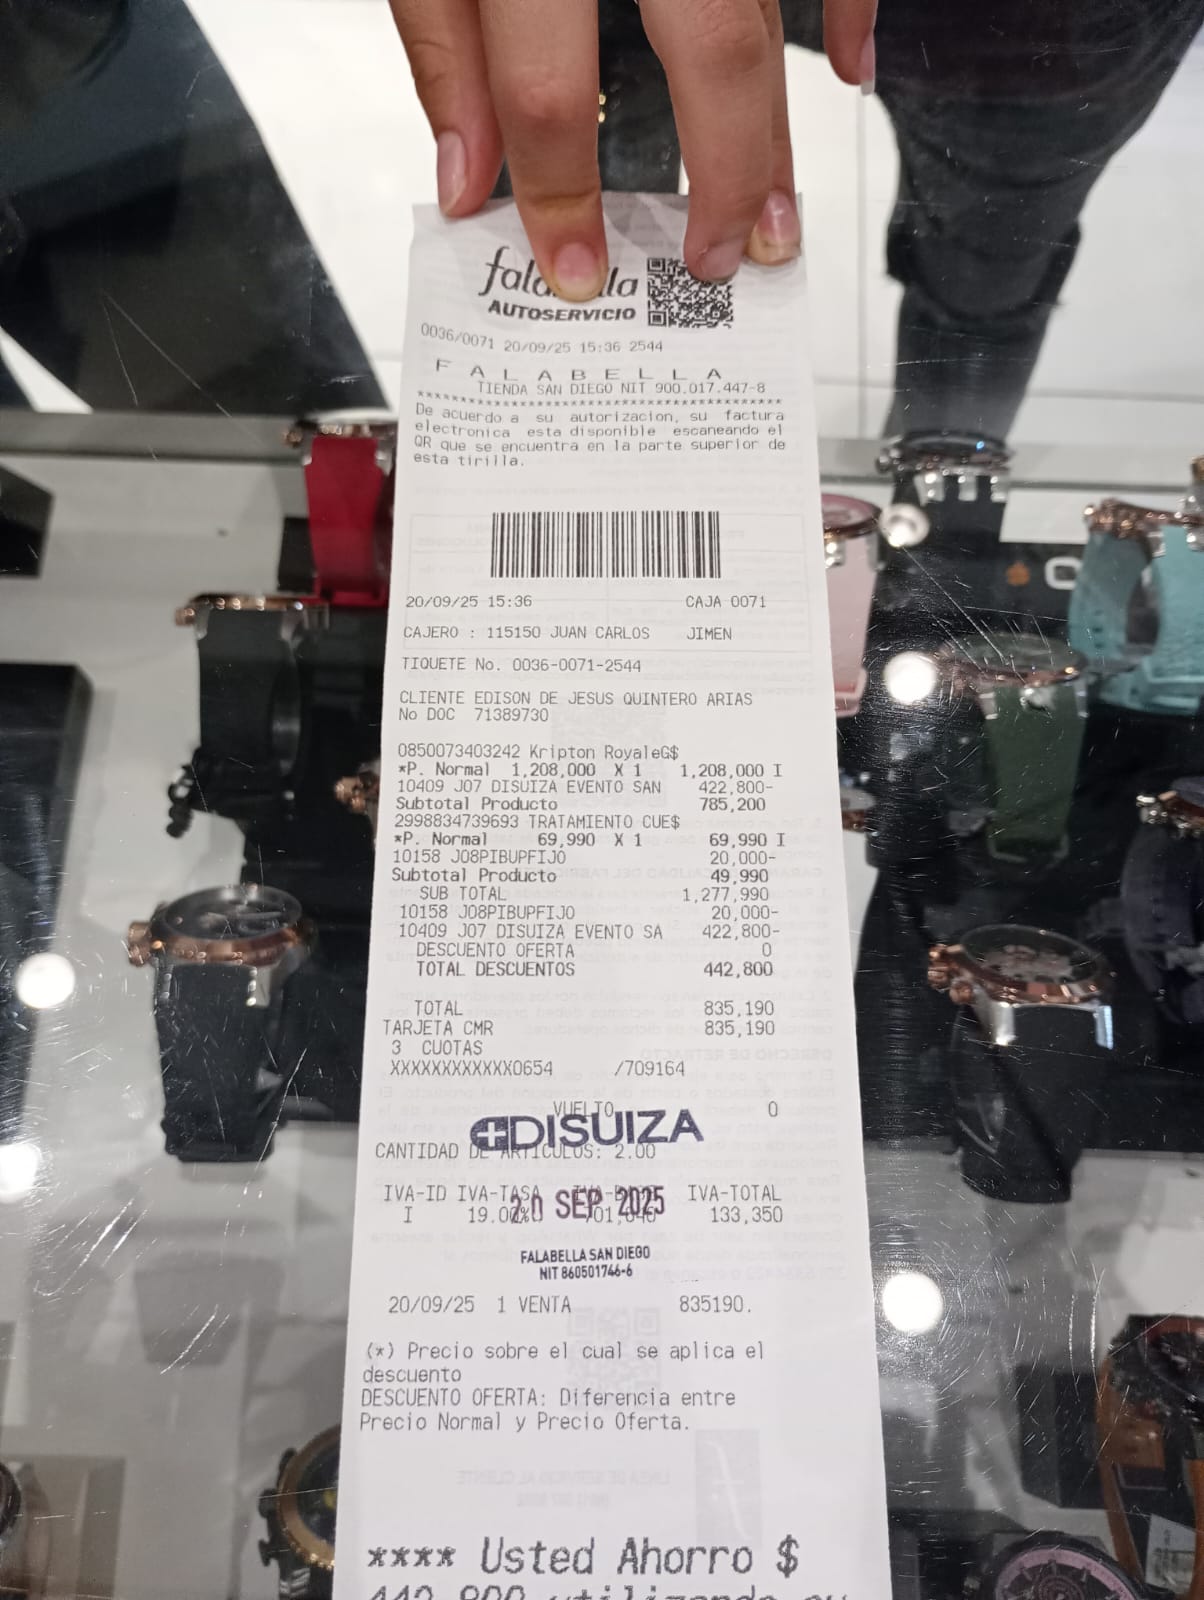 falabella
AUTOSERVICIO
0036/0071 20/09/25 15:36 2544
F A L A B E L L A
TIENDA SAN DIEGO NIT 900.017.447-8
****************************************
De acuerdo a su autorizacion, su factura
electronica esta disponible escaneando el
QR que se encuentra en la parte superior de
esta tirilla.
20/09/25 15:36 CAJA 0071
CAJERO : 115150 JUAN CARLOS JIMEN
TIQUETE No. 0036-0071-2544
CLIENTE EDISON DE JESUS QUINTERO ARIAS
No DOC 71389730
0850073403242 Kripton RoyaleG$
*P. Normal 1,208,000 X 1 1,208,000 I
10409 J07 DISUIZA EVENTO SAN 422,800-
Subtotal Producto 785,200
2998834739693 TRATAMIENTO CUE$
*P. Normal 69,990 X 1 69,990 I
10158 J08PIBUPFIJO 20,000-
Subtotal Producto 49,990
SUB TOTAL 1,277,990
10158 J08PIBUPFIJO 20,000-
10409 J07 DISUIZA EVENTO SA 422,800-
DESCUENTO OFERTA 0
TOTAL DESCUENTOS 442,800
TOTAL 835,190
TARJETA CMR 835,190
3 CUOTAS
XXXXXXXXXXXX0654 /709164
VUELTO 0
DISUIZA
CANTIDAD DE ARTICULOS: 2.00
IVA-ID IVA-TASA IVA-TOTAL
I 19.00% 133,350
20 SEP 2025
FALABELLA SAN DIEGO
NIT 860501746-6
20/09/25 1 VENTA 835190.
(*) Precio sobre el cual se aplica el
descuento
DESCUENTO OFERTA: Diferencia entre
Precio Normal y Precio Oferta.
**** Usted Ahorro $
442,800 utilizando su